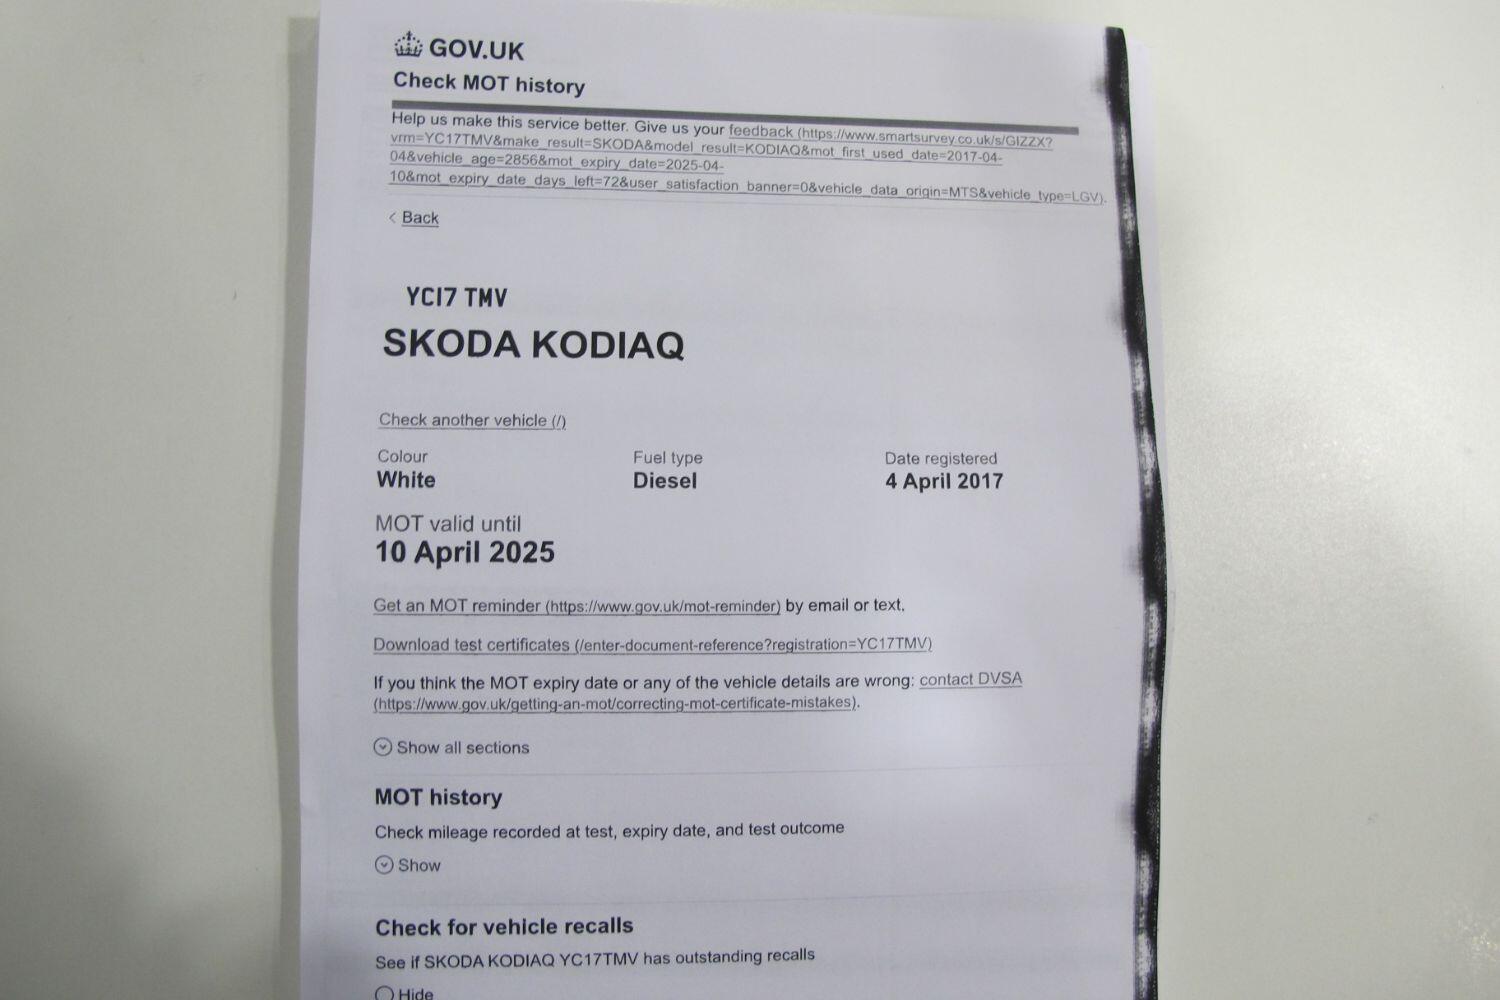 GOV.UK
Check MOT history
Help us make this service better. Give us your feedback (https://www.smartsurvey.co.uk/s/GIZZX?
vrm=YC17TMV&make_result=SKODA&model_result=KODIAQ&mot_first_used_date=2017-04-
04&vehicle_age=2856&mot_expiry_date=2025-04-
10&mot_expiry_date_days_left=72&user_satisfaction_banner=0&vehicle_data_origin=MTS&vehicle_type=LGV).
< Back
YC17 TMV
SKODA KODIAQ
Check another vehicle (/)
Colour Fuel type Date registered
White Diesel 4 April 2017
MOT valid until
10 April 2025
Get an MOT reminder (https://www.gov.uk/mot-reminder) by email or text.
Download test certificates (/enter-document-reference?registration=YC17TMV)
If you think the MOT expiry date or any of the vehicle details are wrong: contact DVSA
(https://www.gov.uk/getting-an-mot/correcting-mot-certificate-mistakes).
Show all sections
MOT history
Check mileage recorded at test, expiry date, and test outcome
Show
Check for vehicle recalls
See if SKODA KODIAQ YC17TMV has outstanding recalls
Hide